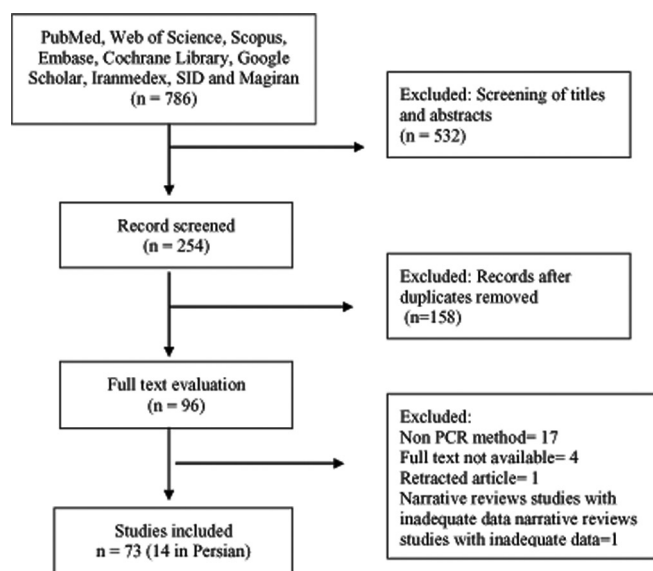 PubMed, Web of Science, Scopus,
Embase, Cochrane Library, Google
Scholar, Iranmedex, SID and Magiran
(n = 786)
Excluded: Screening of titles
and abstracts
(n = 532)
Record screened
(n = 254)
Excluded: Records after
duplicates removed
(n=158)
Full text evaluation
(n = 96)
Excluded:
Non PCR method= 17
Full text not available= 4
Retracted article= 1
Narrative reviews studies with
inadequate data narrative reviews
studies with inadequate data=1
Studies included
n = 73 (14 in Persian)